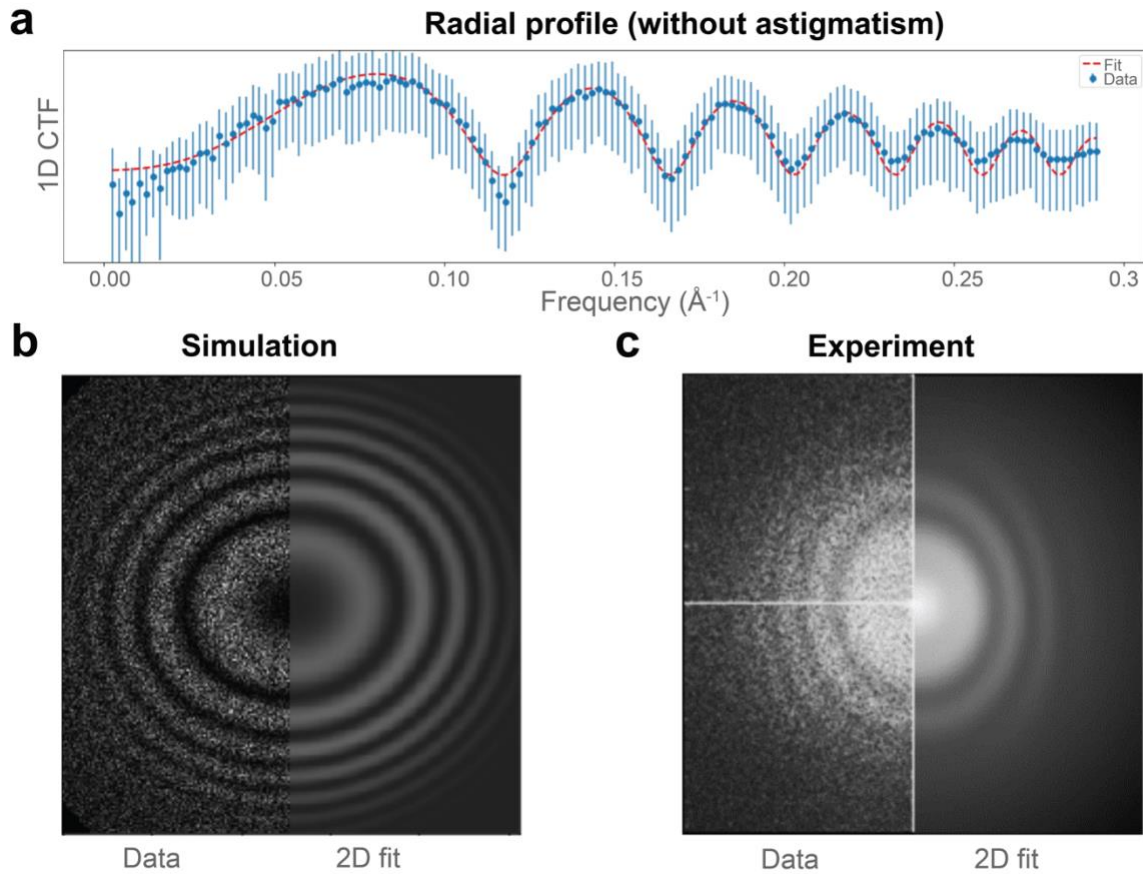 a
Radial profile (without astigmatism)
1D CTF
Fit
Data
0.00 0.05 0.10 0.15 0.20 0.25 0.3
Frequency (Å⁻¹)
b Simulation
c Experiment
Data 2D fit
Data 2D fit